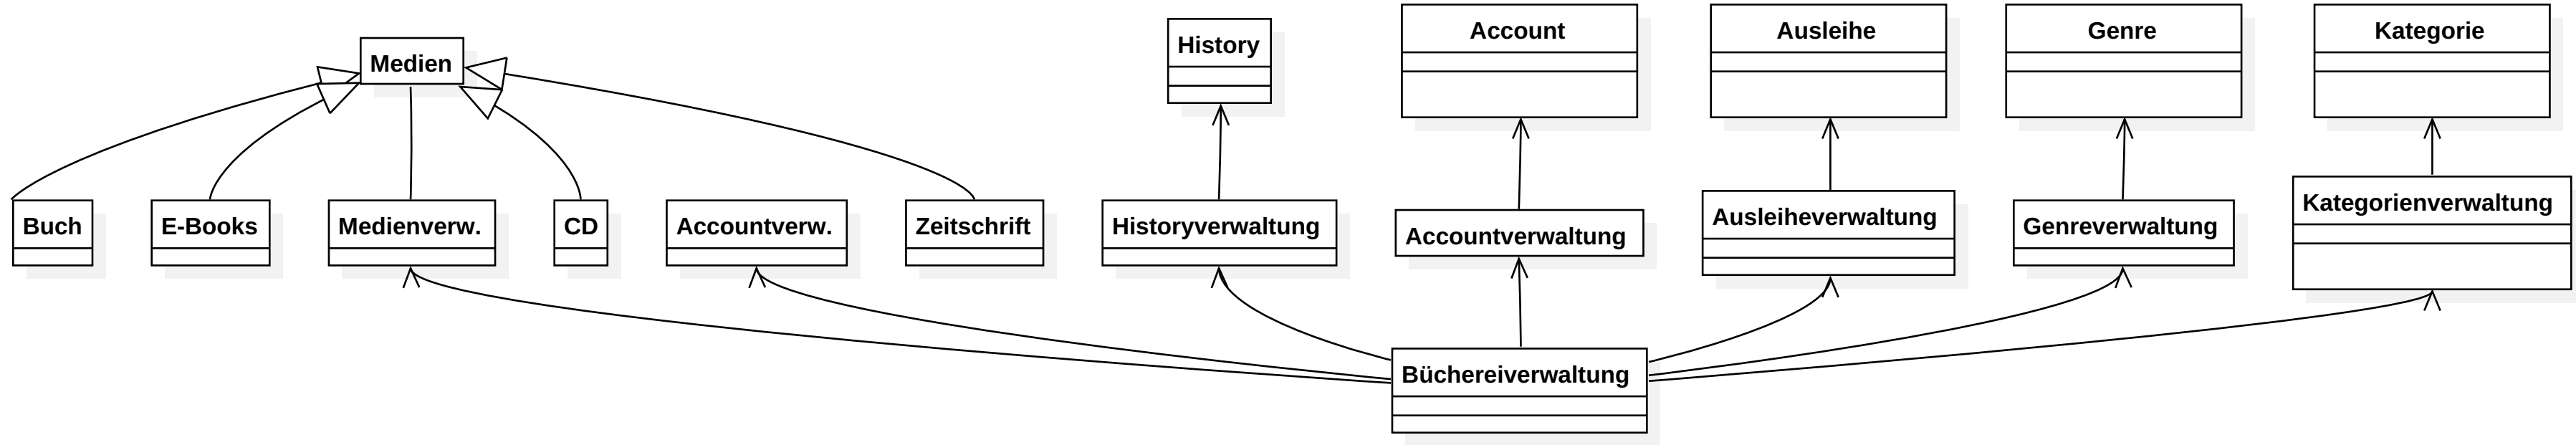 Medien
History
Account
Ausleihe
Genre
Kategorie
Buch
E-Books
Medienverw.
CD
Accountverw.
Zeitschrift
Historyverwaltung
Accountverwaltung
Ausleiheverwaltung
Genreverwaltung
Kategorienverwaltung
Büchereiverwaltung